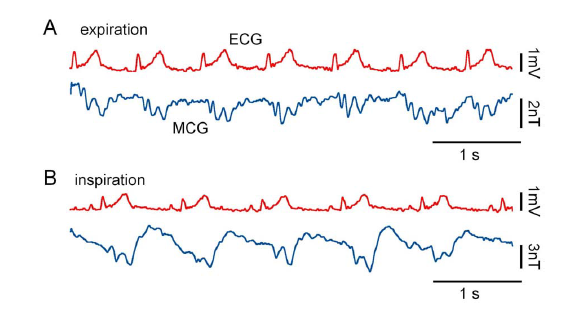 A
expiration
ECG
1mV
MCG
2nT
1 s
B
inspiration
1mV
3nT
1 s